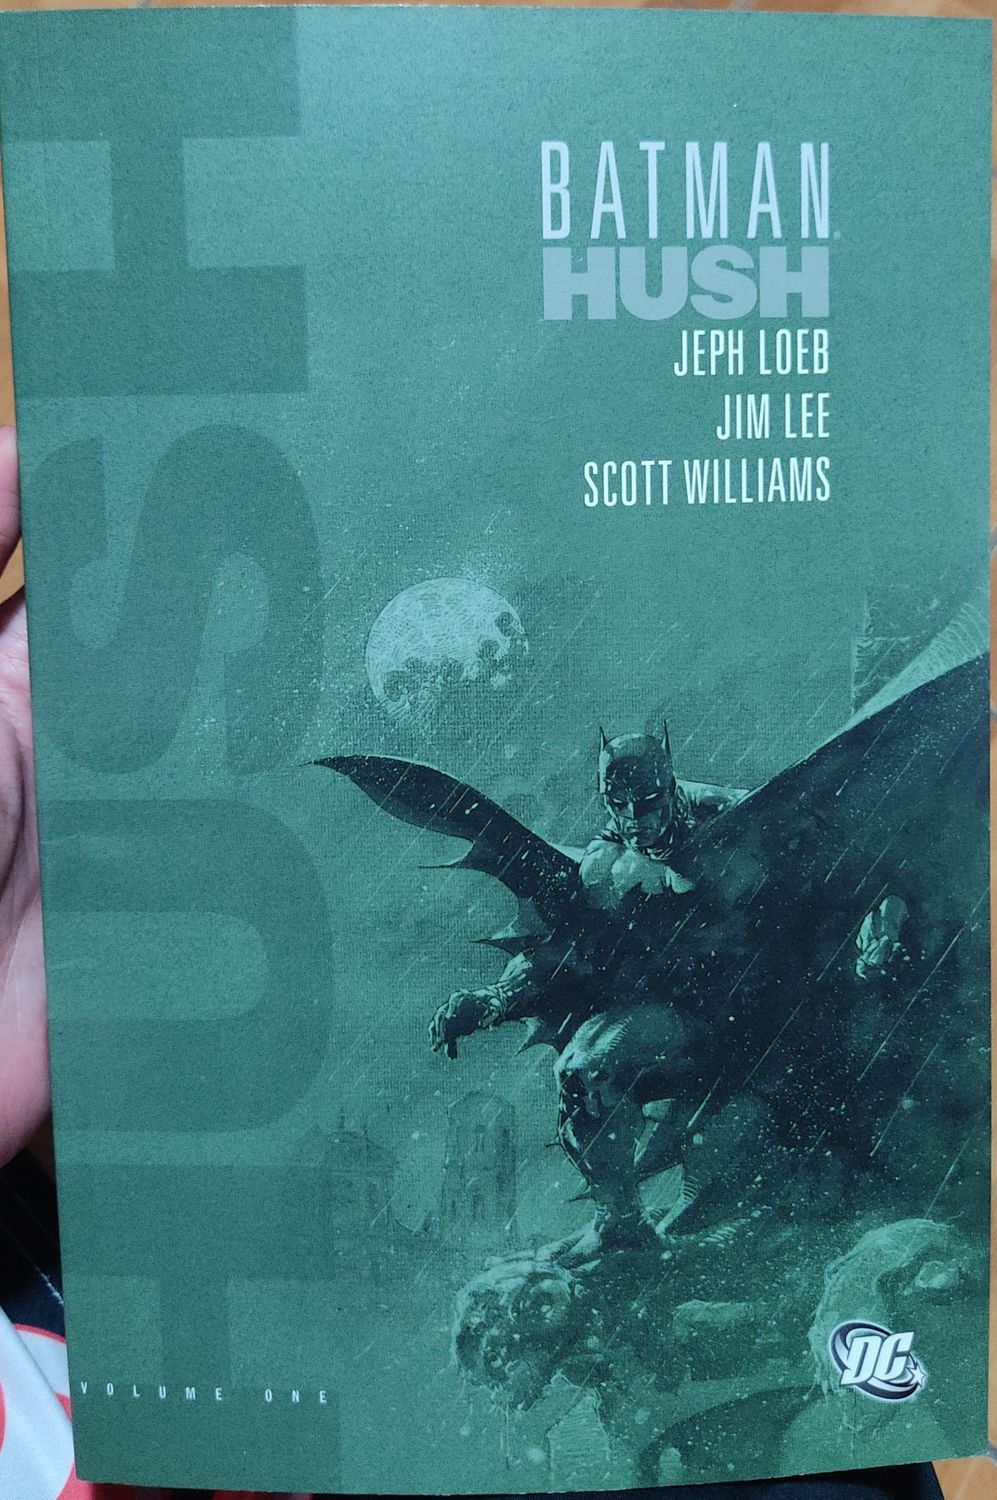 HUSH
BATMAN®
HUSH
JEPH LOEB
JIM LEE
SCOTT WILLIAMS
VOLUME ONE
DC